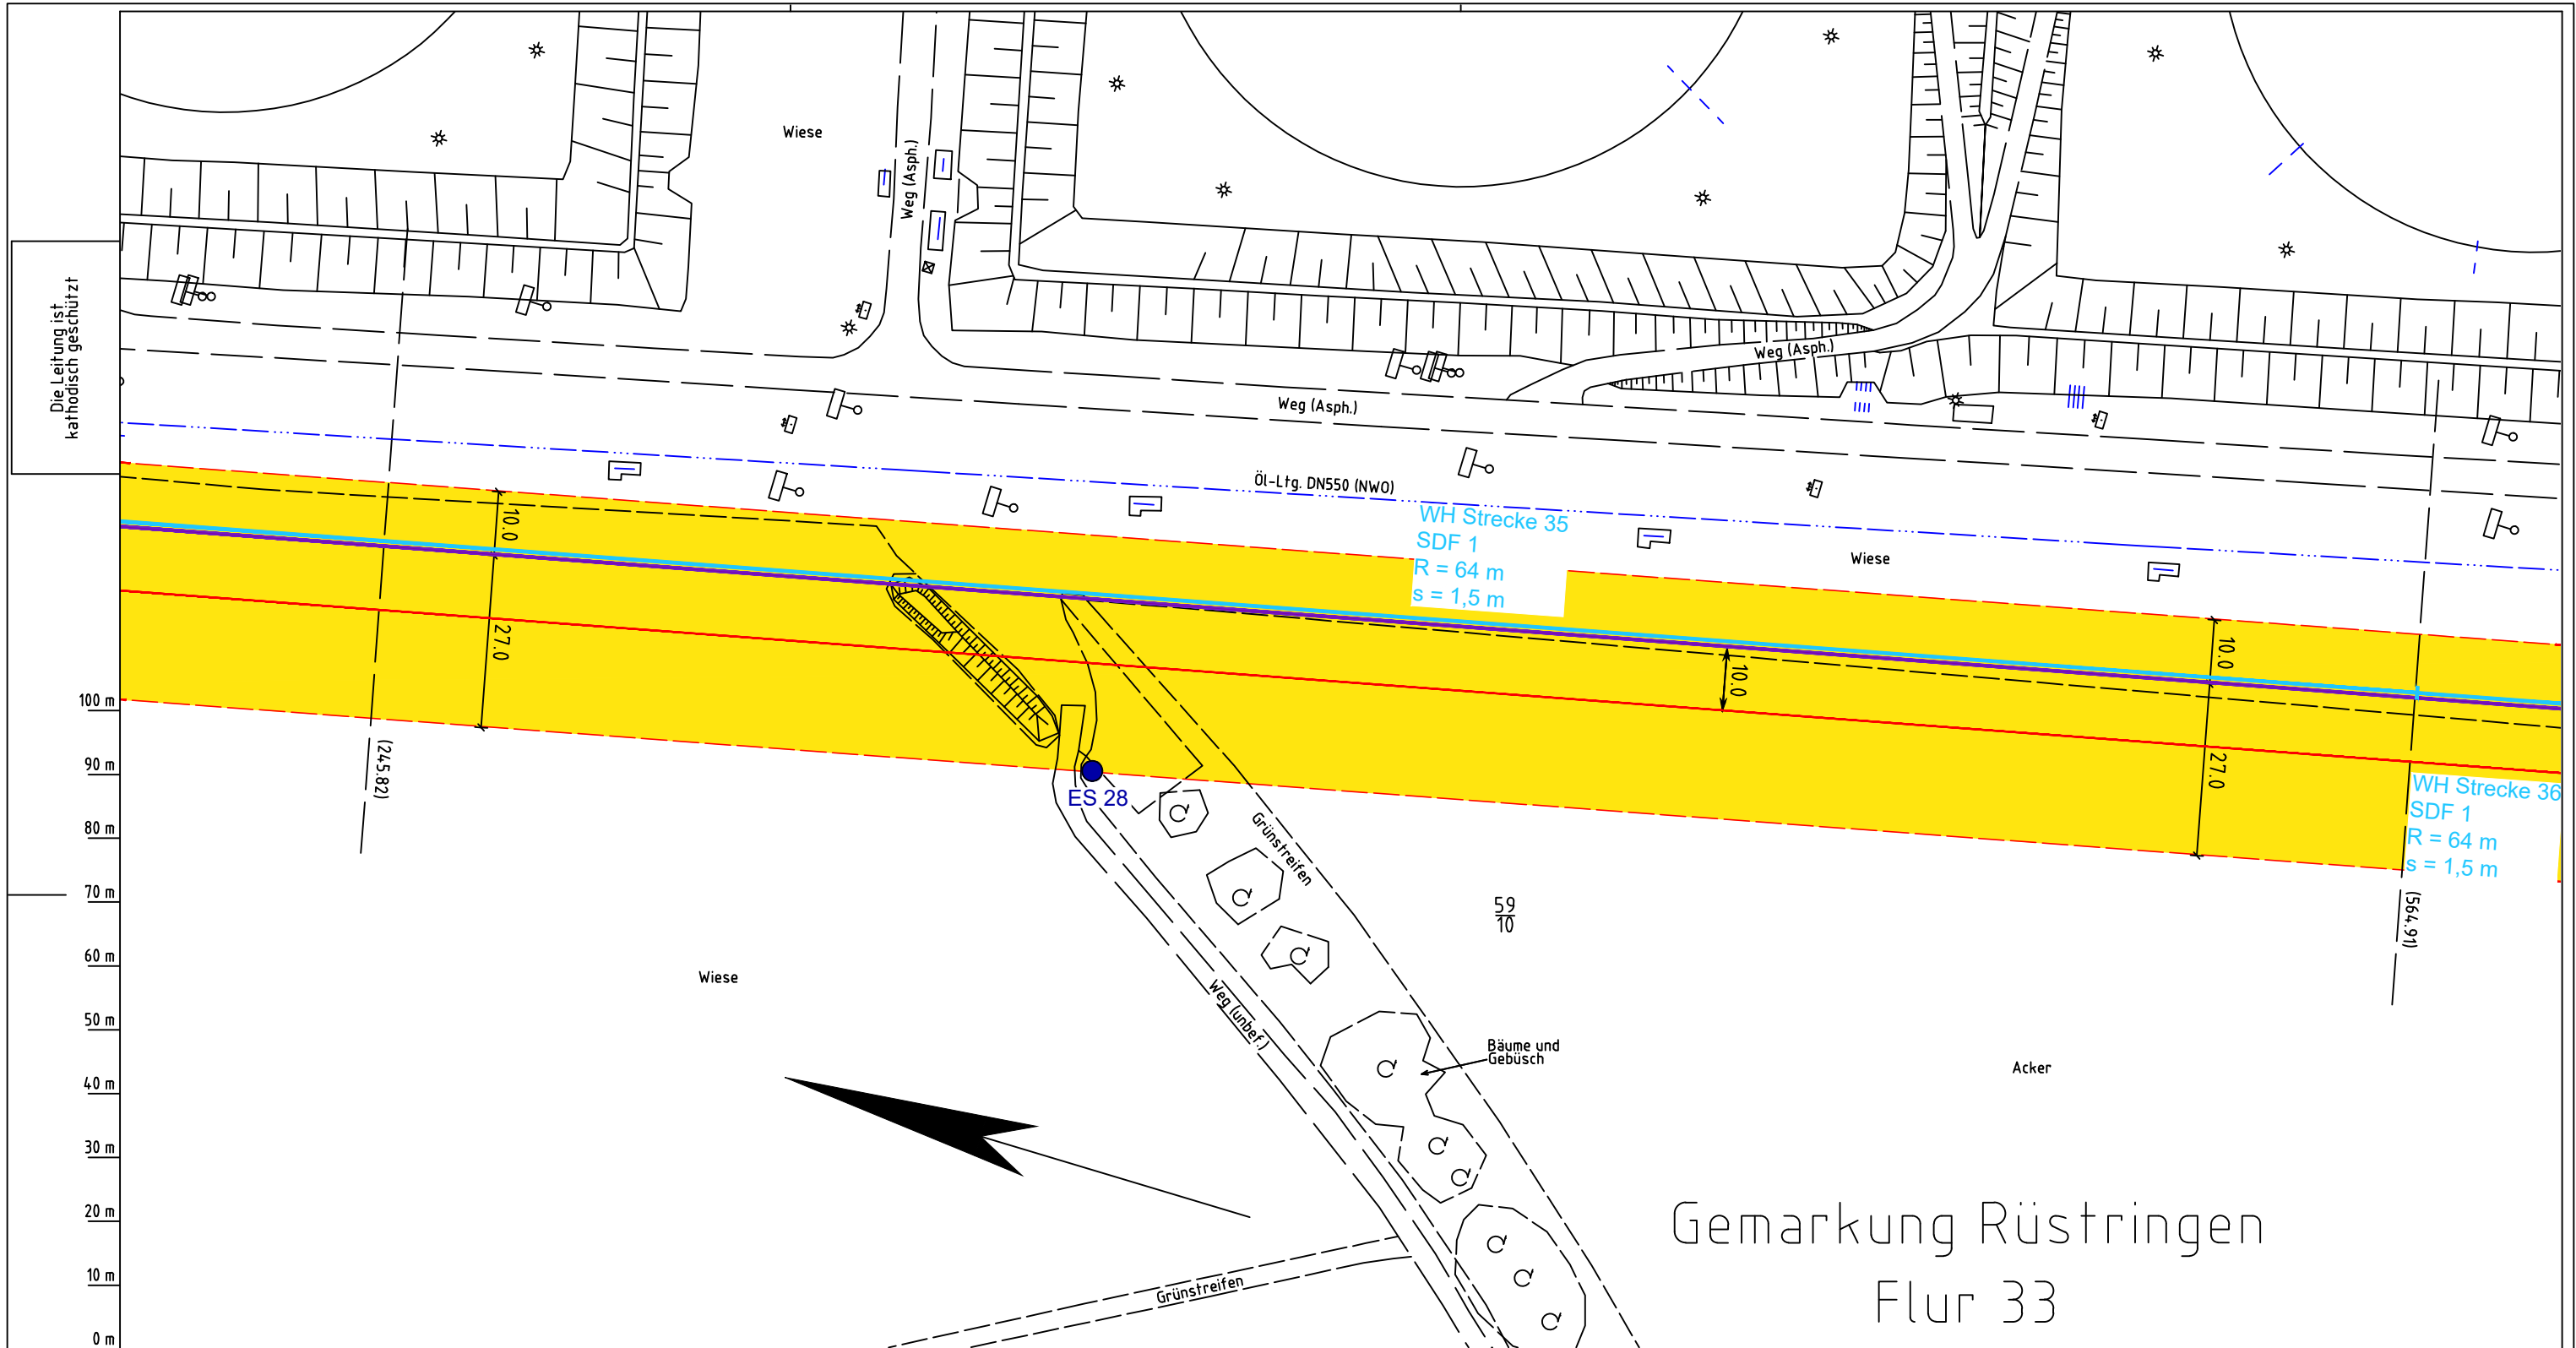 Wiese
Weg (Asph.)
Die Leitung ist
kathodisch geschützt
Weg (Asph.)
Weg (Asph.)
Öl-Ltg. DN550 (NWO)
WH Strecke 35
SDF 1
R = 64 m
s = 1,5 m
Wiese
10.0
27.0
10.0
10.0
27.0
100 m
90 m
80 m
70 m
60 m
50 m
40 m
30 m
20 m
10 m
0 m
(245.82)
ES 28
WH Strecke 36
SDF 1
R = 64 m
s = 1,5 m
(564.91)
Grünstreifen
59
10
Wiese
Weg (unbef.)
Bäume und
Gebüsch
Acker
Grünstreifen
Gemarkung Rüstringen
Flur 33